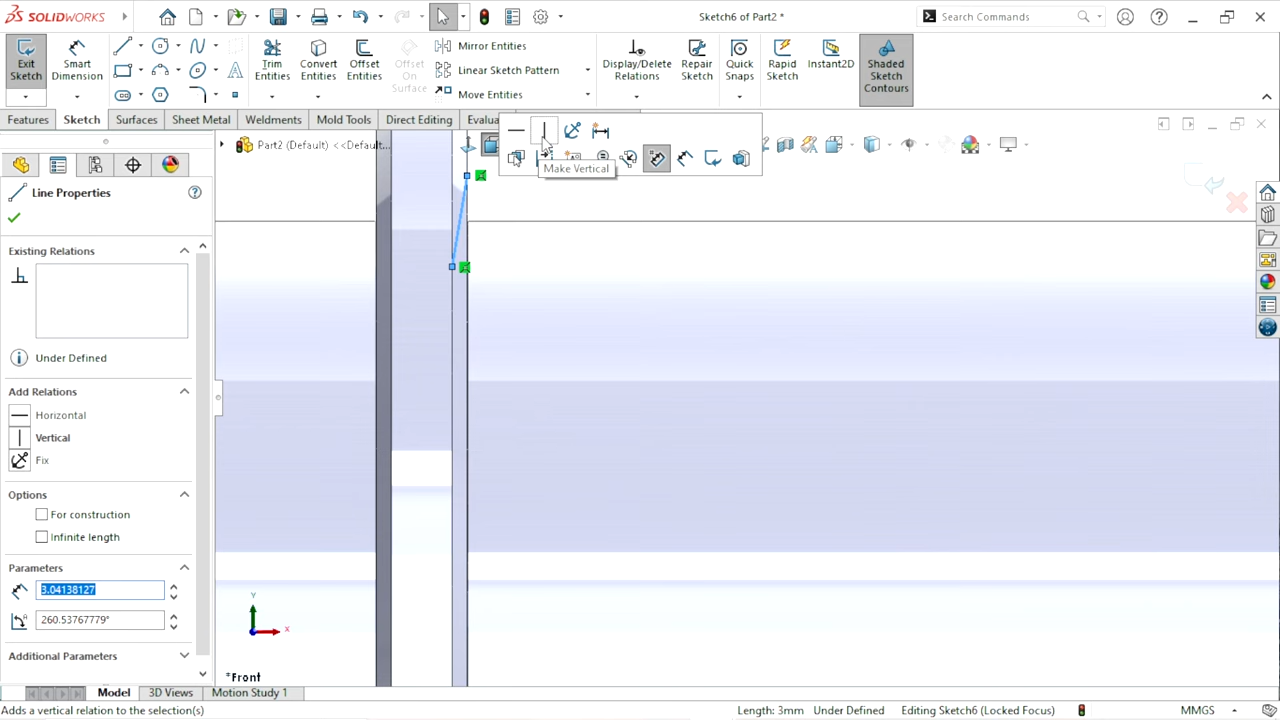 SOLIDWORKS
Sketch6 of Part2 *
Search Commands
Exit Sketch
Smart Dimension
Trim Entities
Convert Entities
Offset Entities
Offset On Surface
Mirror Entities
Linear Sketch Pattern
Move Entities
Display/Delete Relations
Repair Sketch
Quick Snaps
Rapid Sketch
Instant2D
Shaded Sketch Contours
Features
Sketch
Surfaces
Sheet Metal
Weldments
Mold Tools
Direct Editing
Evalua
Part2 (Default) <<Default...
Make Vertical
Line Properties
Existing Relations
Under Defined
Add Relations
Horizontal
Vertical
Fix
Options
For construction
Infinite length
Parameters
3.04138127
260.53767779°
Additional Parameters
Y
X
*Front
Model
3D Views
Motion Study 1
Adds a vertical relation to the selection(s)
Length: 3mm
Under Defined
Editing Sketch6 (Locked Focus)
MMGS